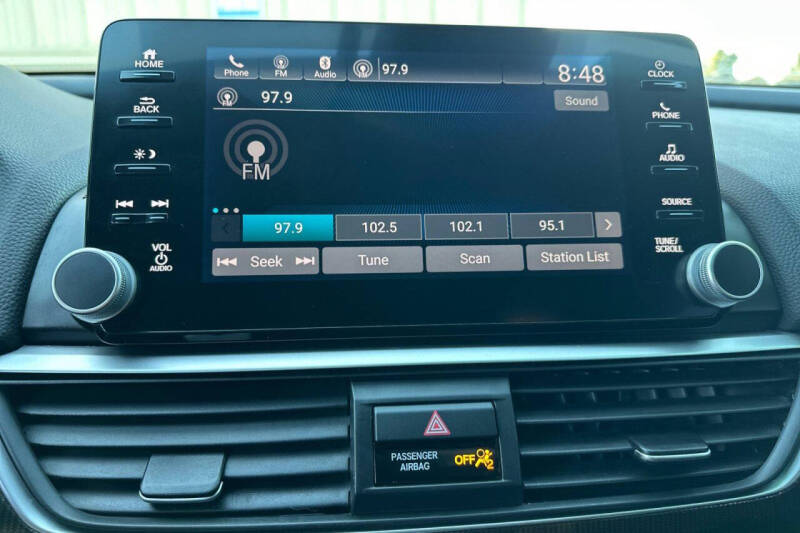 HOME
BACK
VOL
AUDIO
Phone FM Audio 97.9 8:48
97.9 Sound
FM
97.9 102.5 102.1 95.1
Seek Tune Scan Station List
CLOCK
PHONE
AUDIO
SOURCE
TUNE/
SCROLL
PASSENGER
AIRBAG
OFF 2